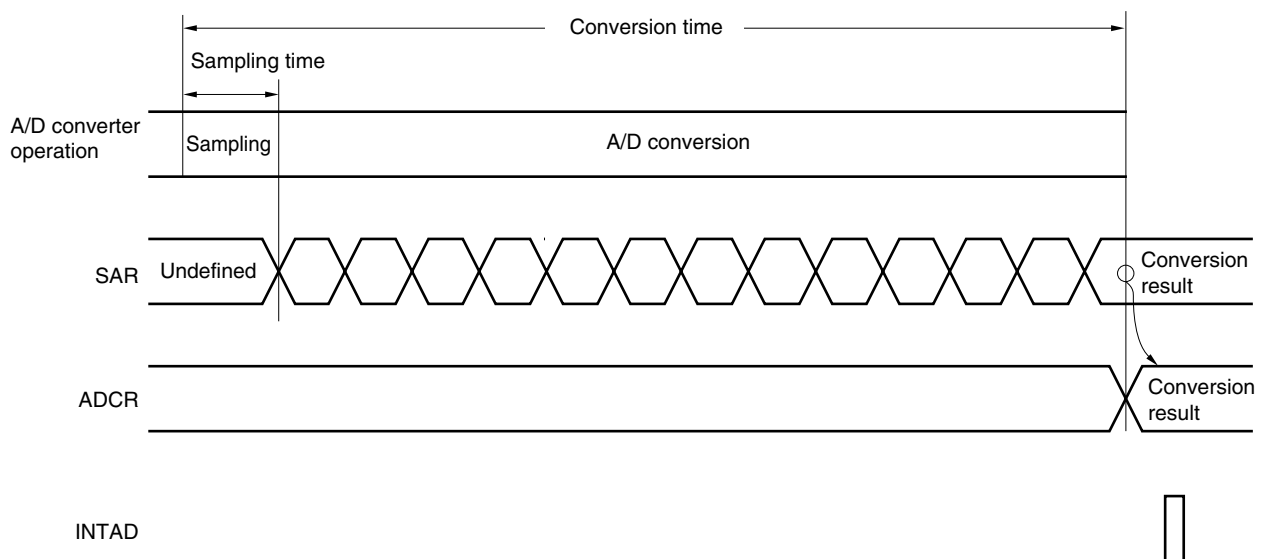 Conversion time
Sampling time
A/D converter
operation
Sampling
A/D conversion
SAR
Undefined
Conversion
result
ADCR
Conversion
result
INTAD